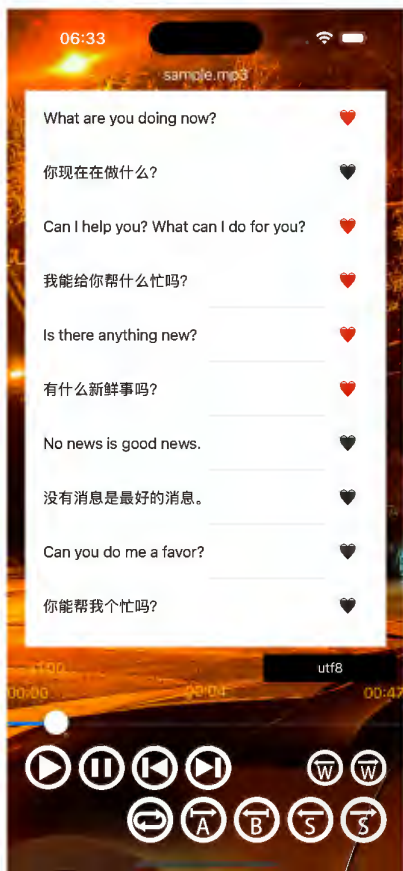 06:33
sample.mp3
What are you doing now?
你现在在做什么?
Can I help you? What can I do for you?
我能给你帮什么忙吗?
Is there anything new?
有什么新鲜事吗?
No news is good news.
没有消息是最好的消息。
Can you do me a favor?
你能帮我个忙吗?
utf8
00:00 00:04 00:47
W W
A B S S